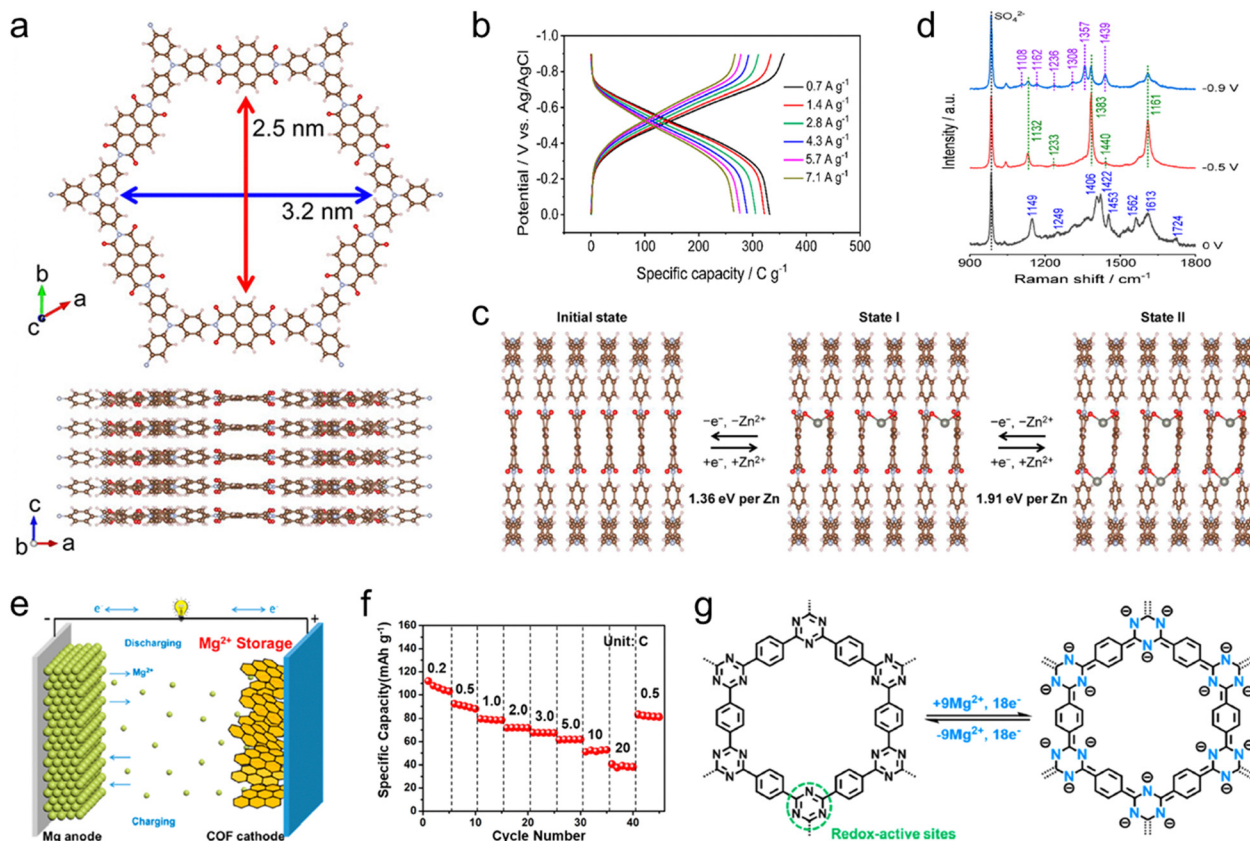 a
2.5 nm
3.2 nm
b
a
c
c
b
a
b
Potential / V vs. Ag/AgCl
-1.0
-0.8
-0.6
-0.4
-0.2
0.0
0.7 A g⁻¹
1.4 A g⁻¹
2.8 A g⁻¹
4.3 A g⁻¹
5.7 A g⁻¹
7.1 A g⁻¹
0 100 200 300 400 500
Specific capacity / C g⁻¹
d
Intensity / a.u.
SO₄²⁻
1108
1162
1236
1308
1357
1439
-0.9 V
1132
1233
1383
1440
1161
-0.5 V
1149
1249
1406
1422
1453
1562
1613
1724
0 V
900 1200 1500 1800
Raman shift / cm⁻¹
c
Initial state
State I
State II
−e⁻, −Zn²⁺
+e⁻, +Zn²⁺
1.36 eV per Zn
−e⁻, −Zn²⁺
+e⁻, +Zn²⁺
1.91 eV per Zn
e
e⁻
e⁻
-
+
Discharging
Mg²⁺ Storage
Mg²⁺
Charging
Mg anode
COF cathode
f
Specific Capacity(mAh g⁻¹)
160
140
120
100
80
60
40
20
0
Unit: C
0.2
0.5
1.0
2.0
3.0
5.0
10
20
0.5
0 10 20 30 40
Cycle Number
g
N N N
N N N
N N N
N N N
N N N
N N N
Redox-active sites
+9Mg²⁺, 18e⁻
-9Mg²⁺, 18e⁻
N N N
N N N
N N N
N N N
N N N
N N N